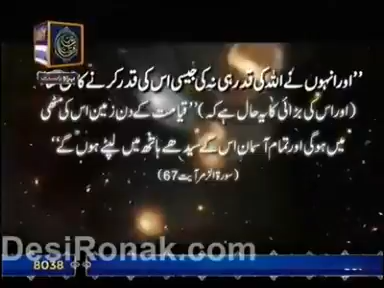 "اور انہوں نے اللہ کی قدر ہی نہ کی جیسی اس کی قدر کرنے کا حق
(اور اس کی بڑائی کا یہ حال ہے کہ) "قیامت کے دن زمین اس کی مٹھی
میں ہوگی اور تمام آسمان اس کے سیدھے ہاتھ میں لپٹے ہوں گے"
(سورۃ الزمر آیت 67)
DesiRonak.com
8038